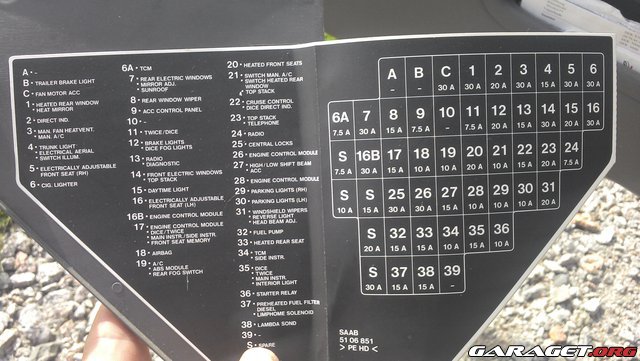 A • -
B • TRAILER BRAKE LIGHT
C • FAN MOTOR ACC
1 • HEATED REAR WINDOW
• HEAT MIRROR
2 • DIRECT IND.
3 • MAN. FAN HEATVENT.
MAN. A/C
4 • TRUNK LIGHT
• ELECTRICAL AERIAL
• SWITCH ILLUM.
5 • ELECTRICALLY ADJUSTABLE
FRONT SEAT (RH)
6 • CIG. LIGHTER
6A • TCM
7 • REAR ELECTRIC WINDOWS
• MIRROR ADJ.
• SUNROOF
8 • REAR WINDOW WIPER
9 • ACC CONTROL PANEL
10 • -
11 • TWICE/DICE
12 • BRAKE LIGHTS
• DICE FOG LIGHTS
13 • RADIO
• DIAGNOSTIC
14 • FRONT ELECTRIC WINDOWS
• TOP STACK
15 • DAYTIME LIGHT
16 • ELECTRICALLY ADJUSTABLE
FRONT SEAT (LH)
16B • ENGINE CONTROL MODULE
17 • ENGINE CONTROL MODULE
• DICE/TWICE
• MAIN INSTR./SIDE INSTR.
• FRONT SEAT MEMORY
18 • AIRBAG
19 • A/C
• ABS MODULE
• REAR FOG SWITCH
20 • HEATED FRONT SEATS
21 • SWITCH MAN. A/C
• SWITCH HEATED REAR
WINDOW
• TOP STACK
22 • CRUISE CONTROL
• DICE DIRECT IND.
23 • TOP STACK
• TELEPHONE
24 • RADIO
25 • CENTRAL LOCKS
26 • ENGINE CONTROL MODULE
27 • HIGH/LOW SHIFT BEAM
• ACC
28 • ENGINE CONTROL MODULE
29 • PARKING LIGHTS (RH)
30 • PARKING LIGHTS (LH)
31 • WINDSHIELD WIPERS
• REVERSE LIGHT
• HEAD BEAM ADJ.
32 • FUEL PUMP
33 • HEATED REAR SEAT
34 • TCM
• SIDE INSTR.
35 • DICE
• TWICE
• MAIN INSTR.
• INTERIOR LIGHT
36 • STARTER RELAY
37 • PREHEATED FUEL FILTER
DIESEL
• LIMPHOME SOLENOID
38 • LAMBDA SOND
39 • -
S • SPARE
A B C 1 2 3 4 5 6
- - 30 A 30 A 20 A 30 A 15 A 30 A 30 A
6A 7 8 9 10 11 12 13 14 15 16
7.5 A 30 A 15 A 7.5 A - 7.5 A 15 A 30 A
S 16B 17 18 19 20 21 22 23 24
7.5 A 30 A 15 A 10 A 10 A 20 A 10 A 15 A 20 A 7.5 A
S S 25 26 27 28 29 30 31
10 A 15 A 30 A 30 A 10 A 10 A 10 A 10 A 15 A
S 32 33 34 35 36
20 A 15 A 15 A 10 A 15 A 10 A
S 37 38 39
30 A 15 A 15 A -
SAAB
51 06 851
> PE HD <
GARAGET.ORG